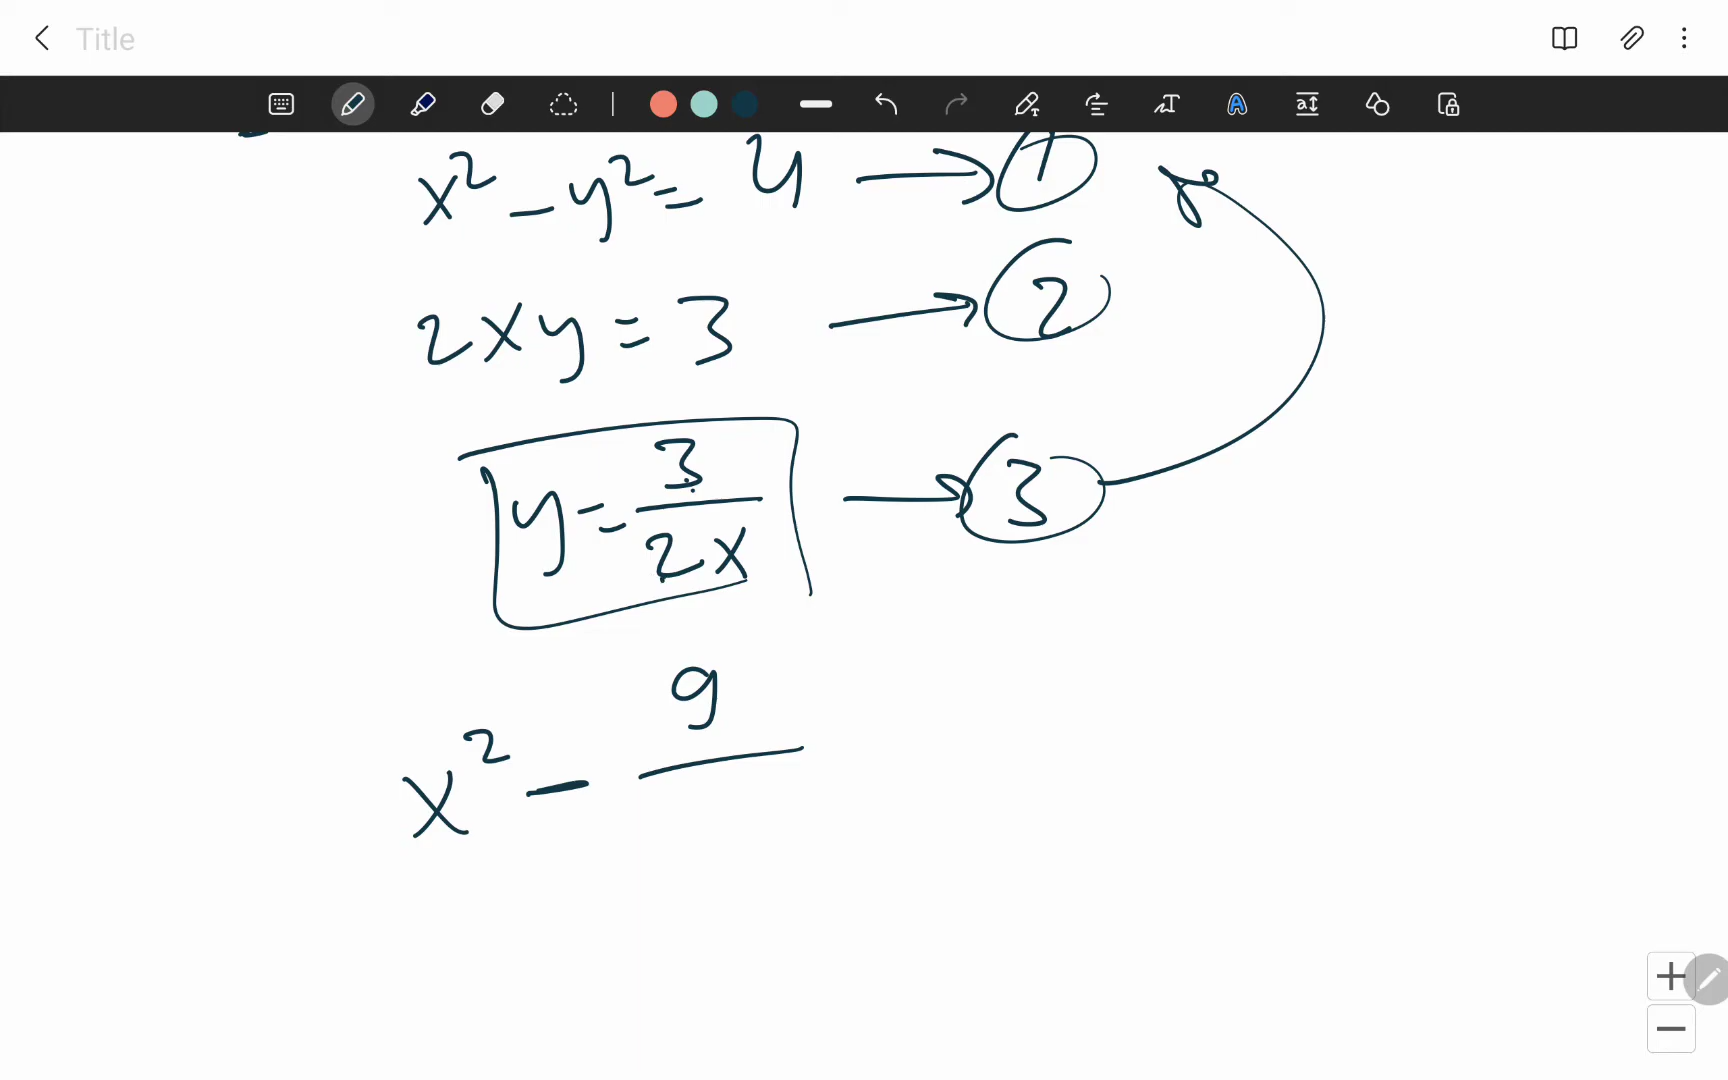 Title
x² - y² = 4 → 1
2xy = 3 → 2
y = 3/2x → 3
x² - 9/